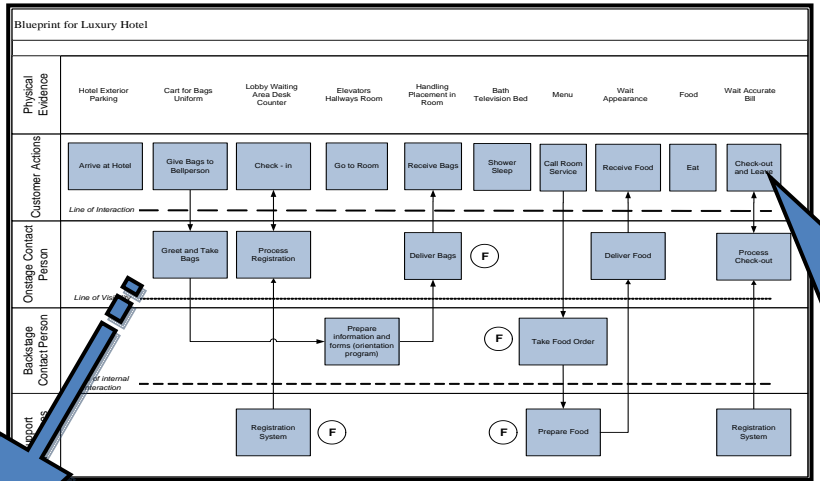 Blueprint for Luxury Hotel
Physical
Evidence
Hotel Exterior
Parking
Cart for Bags
Uniform
Lobby Waiting
Area Desk
Counter
Elevators
Hallways Room
Handling
Placement in
Room
Bath
Television Bed
Menu
Wait
Appearance
Food
Wait Accurate
Bill
Customer Actions
Arrive at Hotel
Give Bags to
Bellperson
Check - in
Go to Room
Receive Bags
Shower
Sleep
Call Room
Service
Receive Food
Eat
Check-out
and Leave
Line of Interaction
Onstage Contact
Person
Greet and Take
Bags
Process
Registration
Deliver Bags
F
Deliver Food
Process
Check-out
Line of
Backstage
Contact Person
Prepare
information and
forms (orientation
program)
F
Take Food Order
of internal
interaction
Registration
System
F
F
Prepare Food
Registration
System